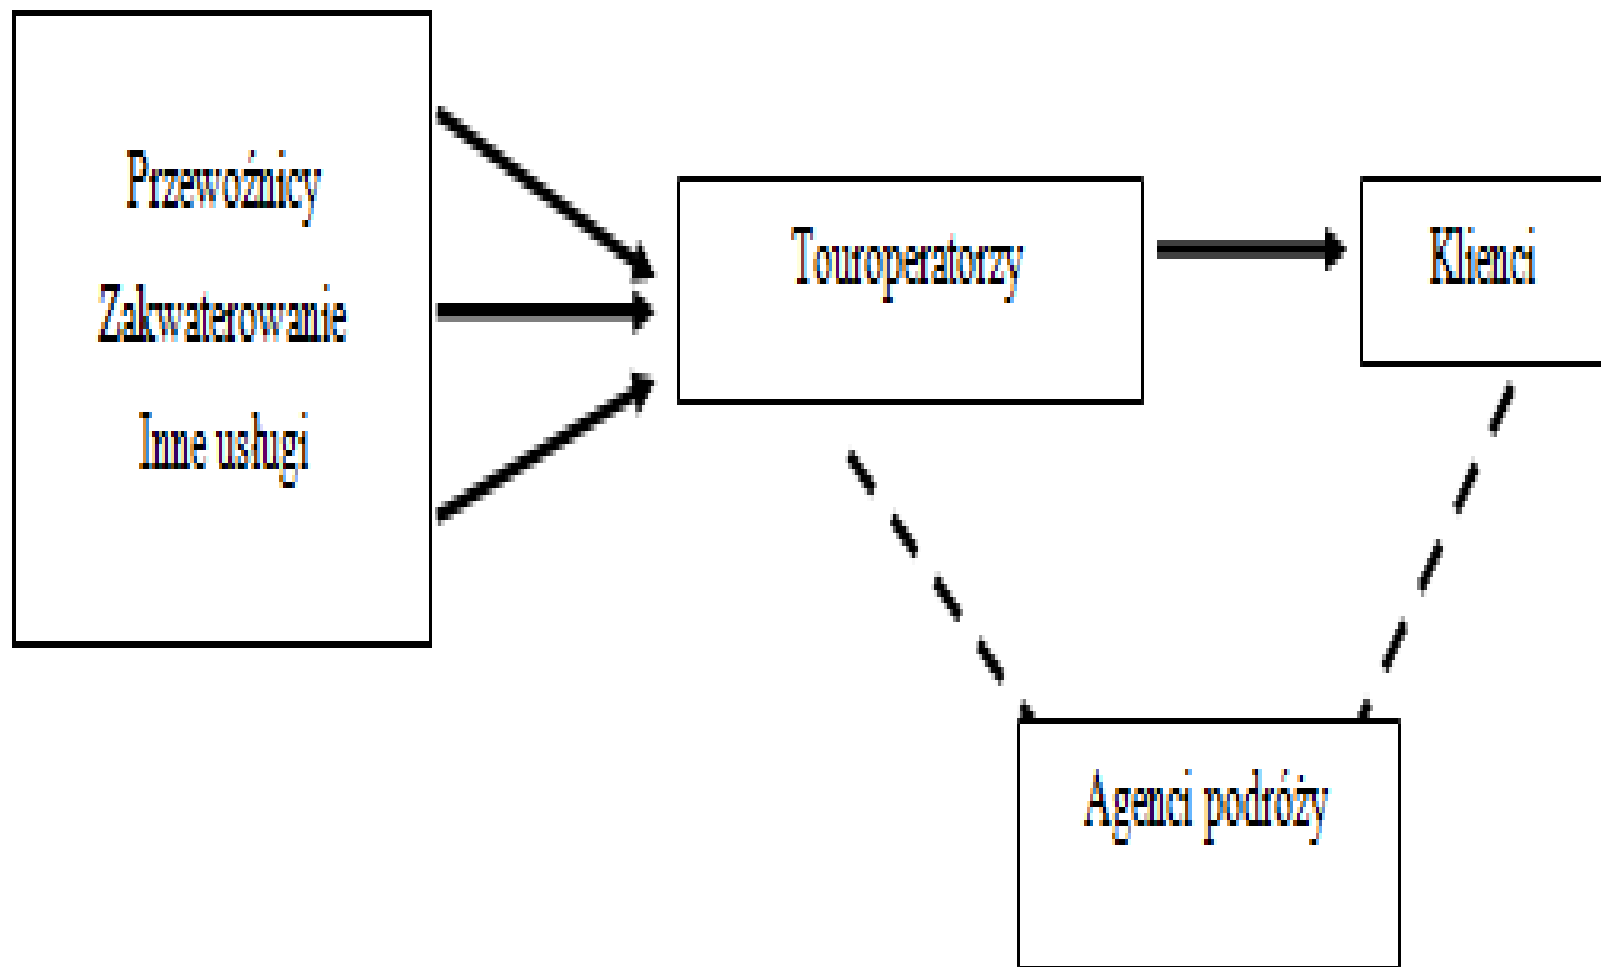 Przewoźnicy
Zakwaterowanie
Inne usługi
Touroperatorzy
Klienci
Agenci podróży